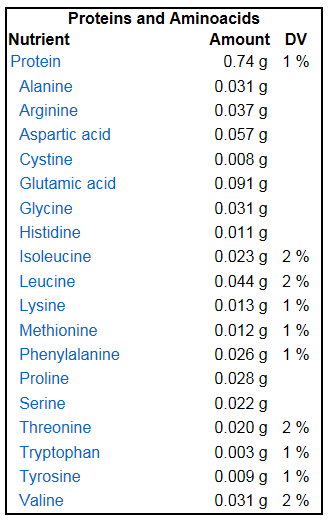 Proteins and Aminoacids
Nutrient Amount DV
Protein 0.74 g 1 %
Alanine 0.031 g
Arginine 0.037 g
Aspartic acid 0.057 g
Cystine 0.008 g
Glutamic acid 0.091 g
Glycine 0.031 g
Histidine 0.011 g
Isoleucine 0.023 g 2 %
Leucine 0.044 g 2 %
Lysine 0.013 g 1 %
Methionine 0.012 g 1 %
Phenylalanine 0.026 g 1 %
Proline 0.028 g
Serine 0.022 g
Threonine 0.020 g 2 %
Tryptophan 0.003 g 1 %
Tyrosine 0.009 g 1 %
Valine 0.031 g 2 %